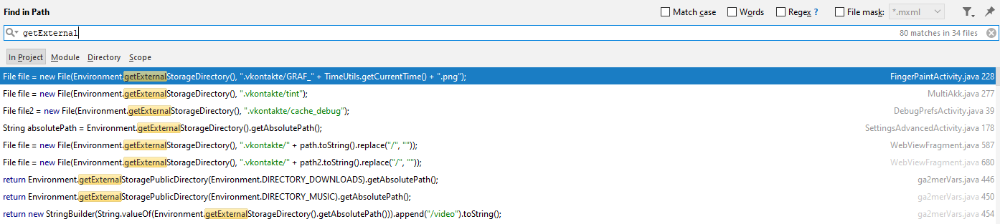 Find in Path Match case Words Regex ? File mask: *.mxml
getExternal 80 matches in 34 files
In Project Module Directory Scope
File file = new File(Environment.getExternalStorageDirectory(), ".vkontakte/GRAF_" + TimeUtils.getCurrentTime() + ".png"); FingerPaintActivity.java 228
File file = new File(Environment.getExternalStorageDirectory(), ".vkontakte/tint"); MultiAkk.java 277
File file2 = new File(Environment.getExternalStorageDirectory(), ".vkontakte/cache_debug"); DebugPrefsActivity.java 39
String absolutePath = Environment.getExternalStorageDirectory().getAbsolutePath(); SettingsAdvancedActivity.java 178
File file = new File(Environment.getExternalStorageDirectory(), ".vkontakte/" + path.toString().replace("/", "")); WebViewFragment.java 587
File file = new File(Environment.getExternalStorageDirectory(), ".vkontakte/" + path2.toString().replace("/", "")); WebViewFragment.java 680
return Environment.getExternalStoragePublicDirectory(Environment.DIRECTORY_DOWNLOADS).getAbsolutePath(); ga2merVars.java 446
return Environment.getExternalStoragePublicDirectory(Environment.DIRECTORY_MUSIC).getAbsolutePath(); ga2merVars.java 450
return new StringBuilder(String.valueOf(Environment.getExternalStorageDirectory().getAbsolutePath())).append("/video").toString(); ga2merVars.java 454